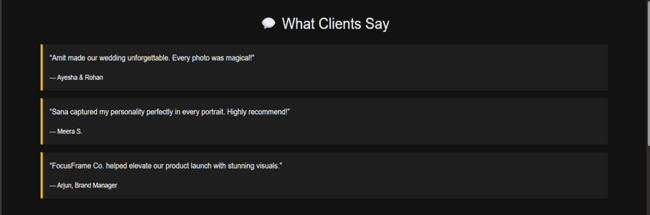 What Clients Say
"Amit made our wedding unforgettable. Every photo was magical!"
— Ayesha & Rohan
"Sana captured my personality perfectly in every portrait. Highly recommend!"
— Meera S.
"FocusFrame Co. helped elevate our product launch with stunning visuals."
— Arjun, Brand Manager